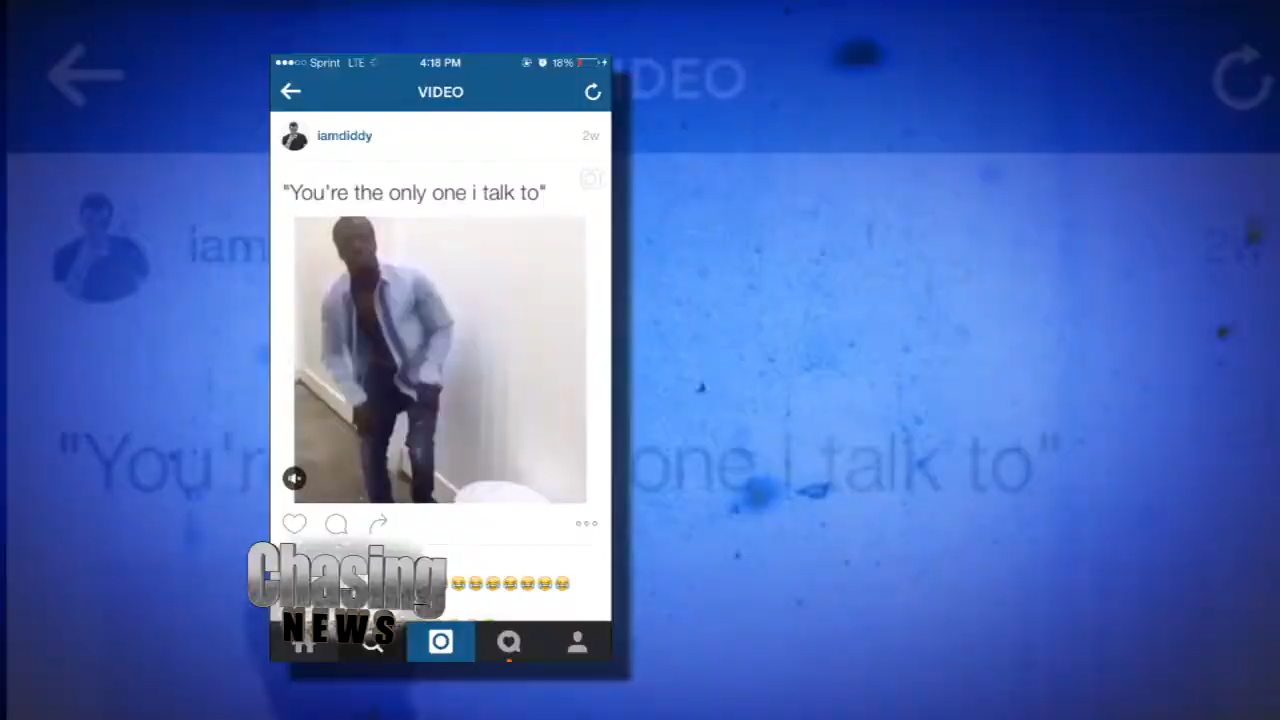 Sprint LTE 4:18 PM 18%
VIDEO
iamdiddy 2w
"You're the only one i talk to"
Chasing
NEWS
VIDEO
iam
2w
"You'r one i talk to"